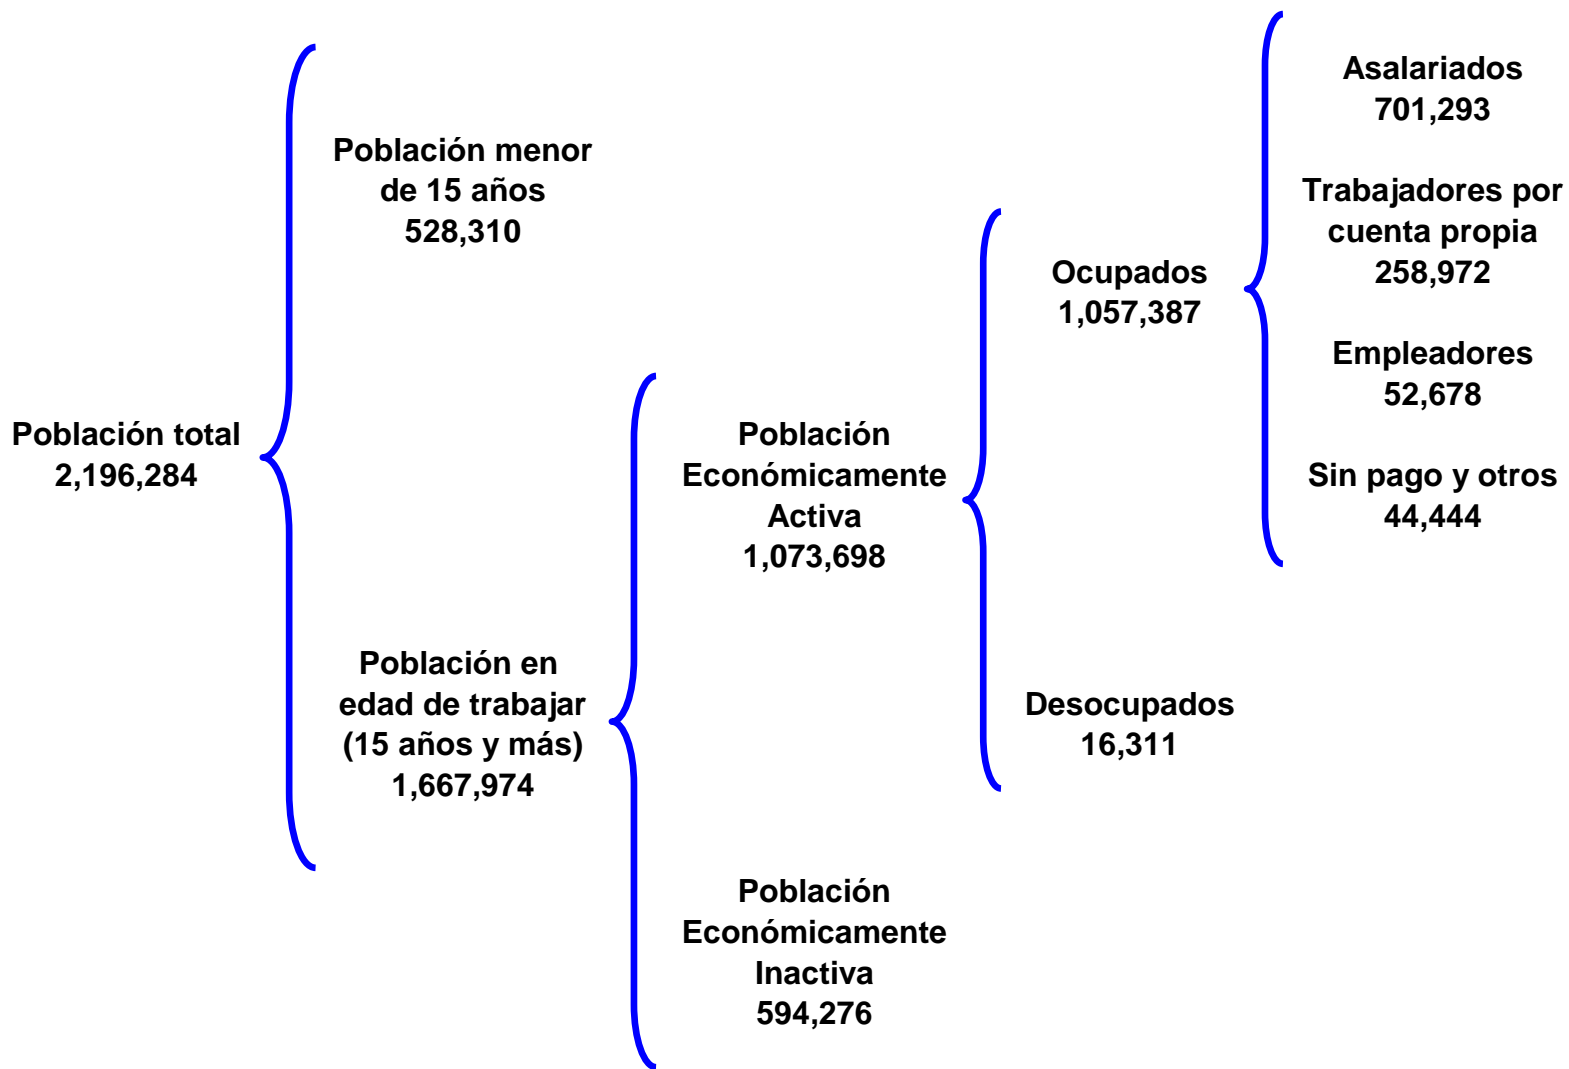 Población total
2,196,284
Población menor
de 15 años
528,310
Población en
edad de trabajar
(15 años y más)
1,667,974
Población
Económicamente
Activa
1,073,698
Población
Económicamente
Inactiva
594,276
Ocupados
1,057,387
Desocupados
16,311
Asalariados
701,293
Trabajadores por
cuenta propia
258,972
Empleadores
52,678
Sin pago y otros
44,444